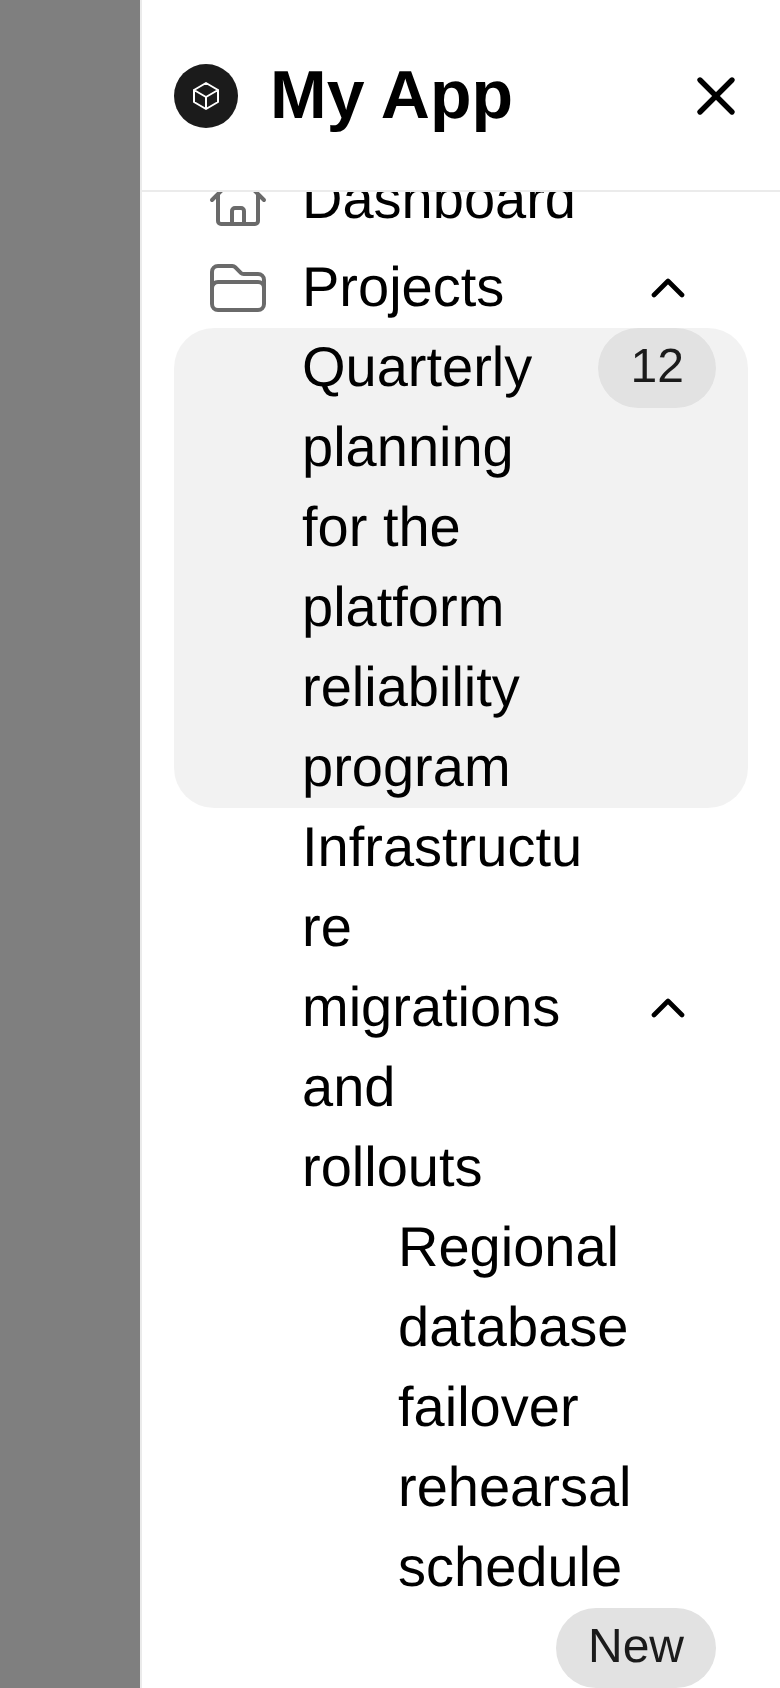 My App
Dashboard
Projects
Quarterly 12
planning
for the
platform
reliability
program
Infrastructu
re
migrations
and
rollouts
Regional
database
failover
rehearsal
schedule
New